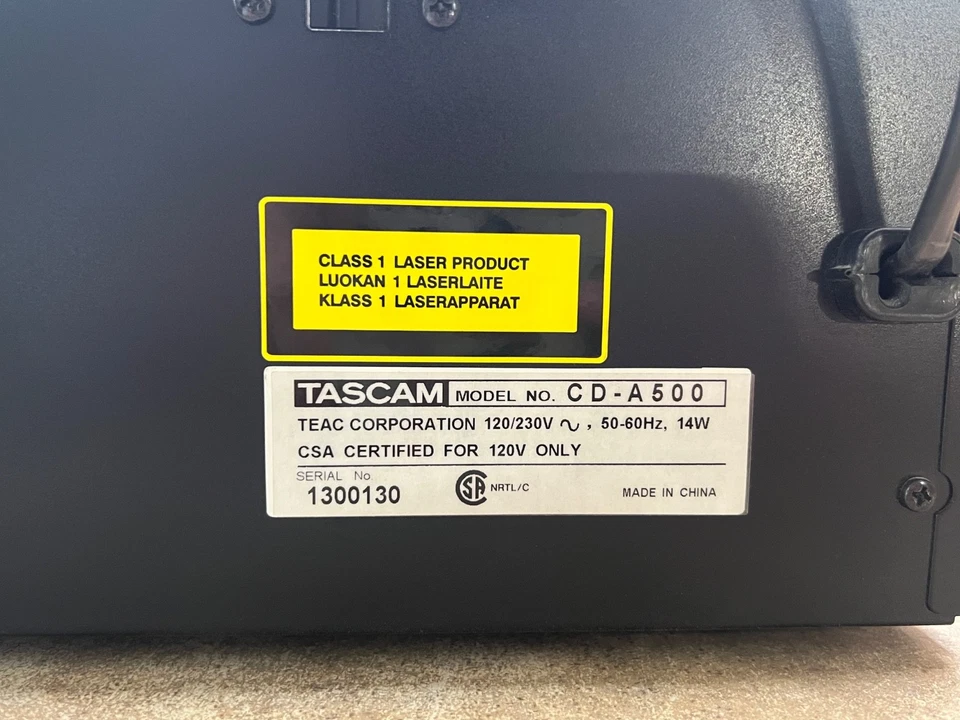 CLASS 1 LASER PRODUCT
LUOKAN 1 LASERLAITE
KLASS 1 LASERAPPARAT
TASCAM MODEL NO. CD-A500
TEAC CORPORATION 120/230V ∿ , 50-60Hz, 14W
CSA CERTIFIED FOR 120V ONLY
SERIAL No
1300130
CSA NRTL/C
MADE IN CHINA